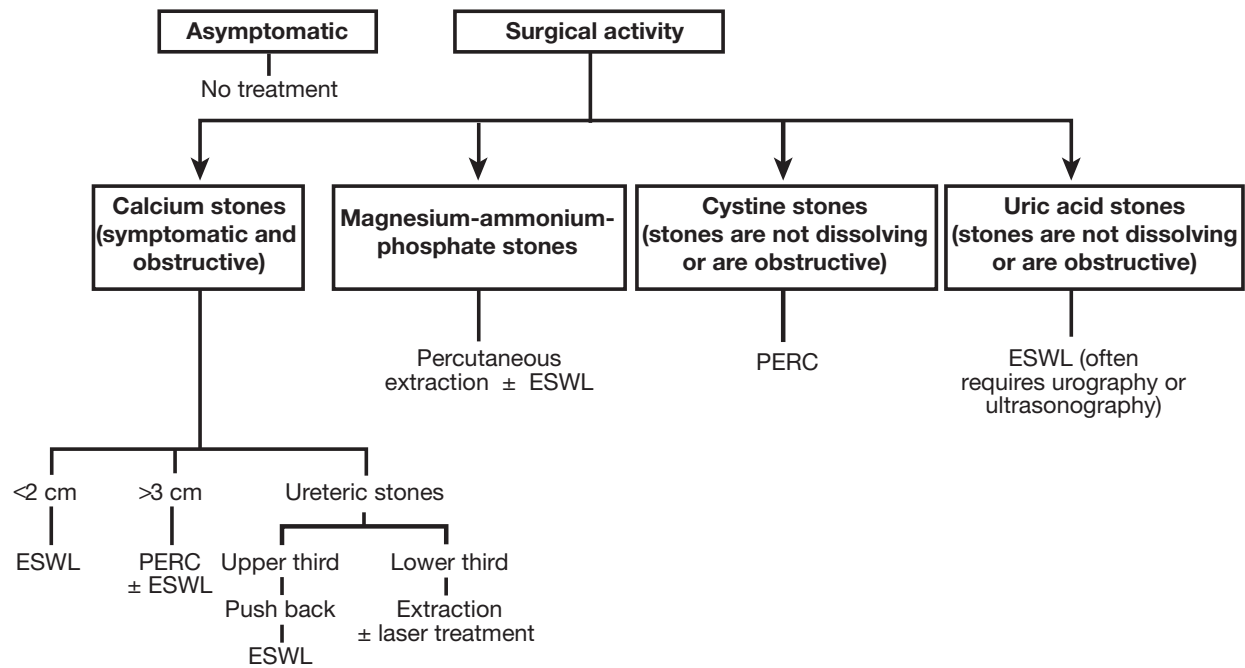 Asymptomatic
No treatment
Surgical activity
Calcium stones
(symptomatic and
obstructive)
Magnesium-ammonium-
phosphate stones
Cystine stones
(stones are not dissolving
or are obstructive)
Uric acid stones
(stones are not dissolving
or are obstructive)
Percutaneous
extraction ± ESWL
PERC
ESWL (often
requires urography or
ultrasonography)
<2 cm
>3 cm
Ureteric stones
ESWL
PERC
± ESWL
Upper third
Lower third
Push back
Extraction
± laser treatment
ESWL